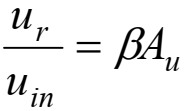 u_r / u_in = βA_u